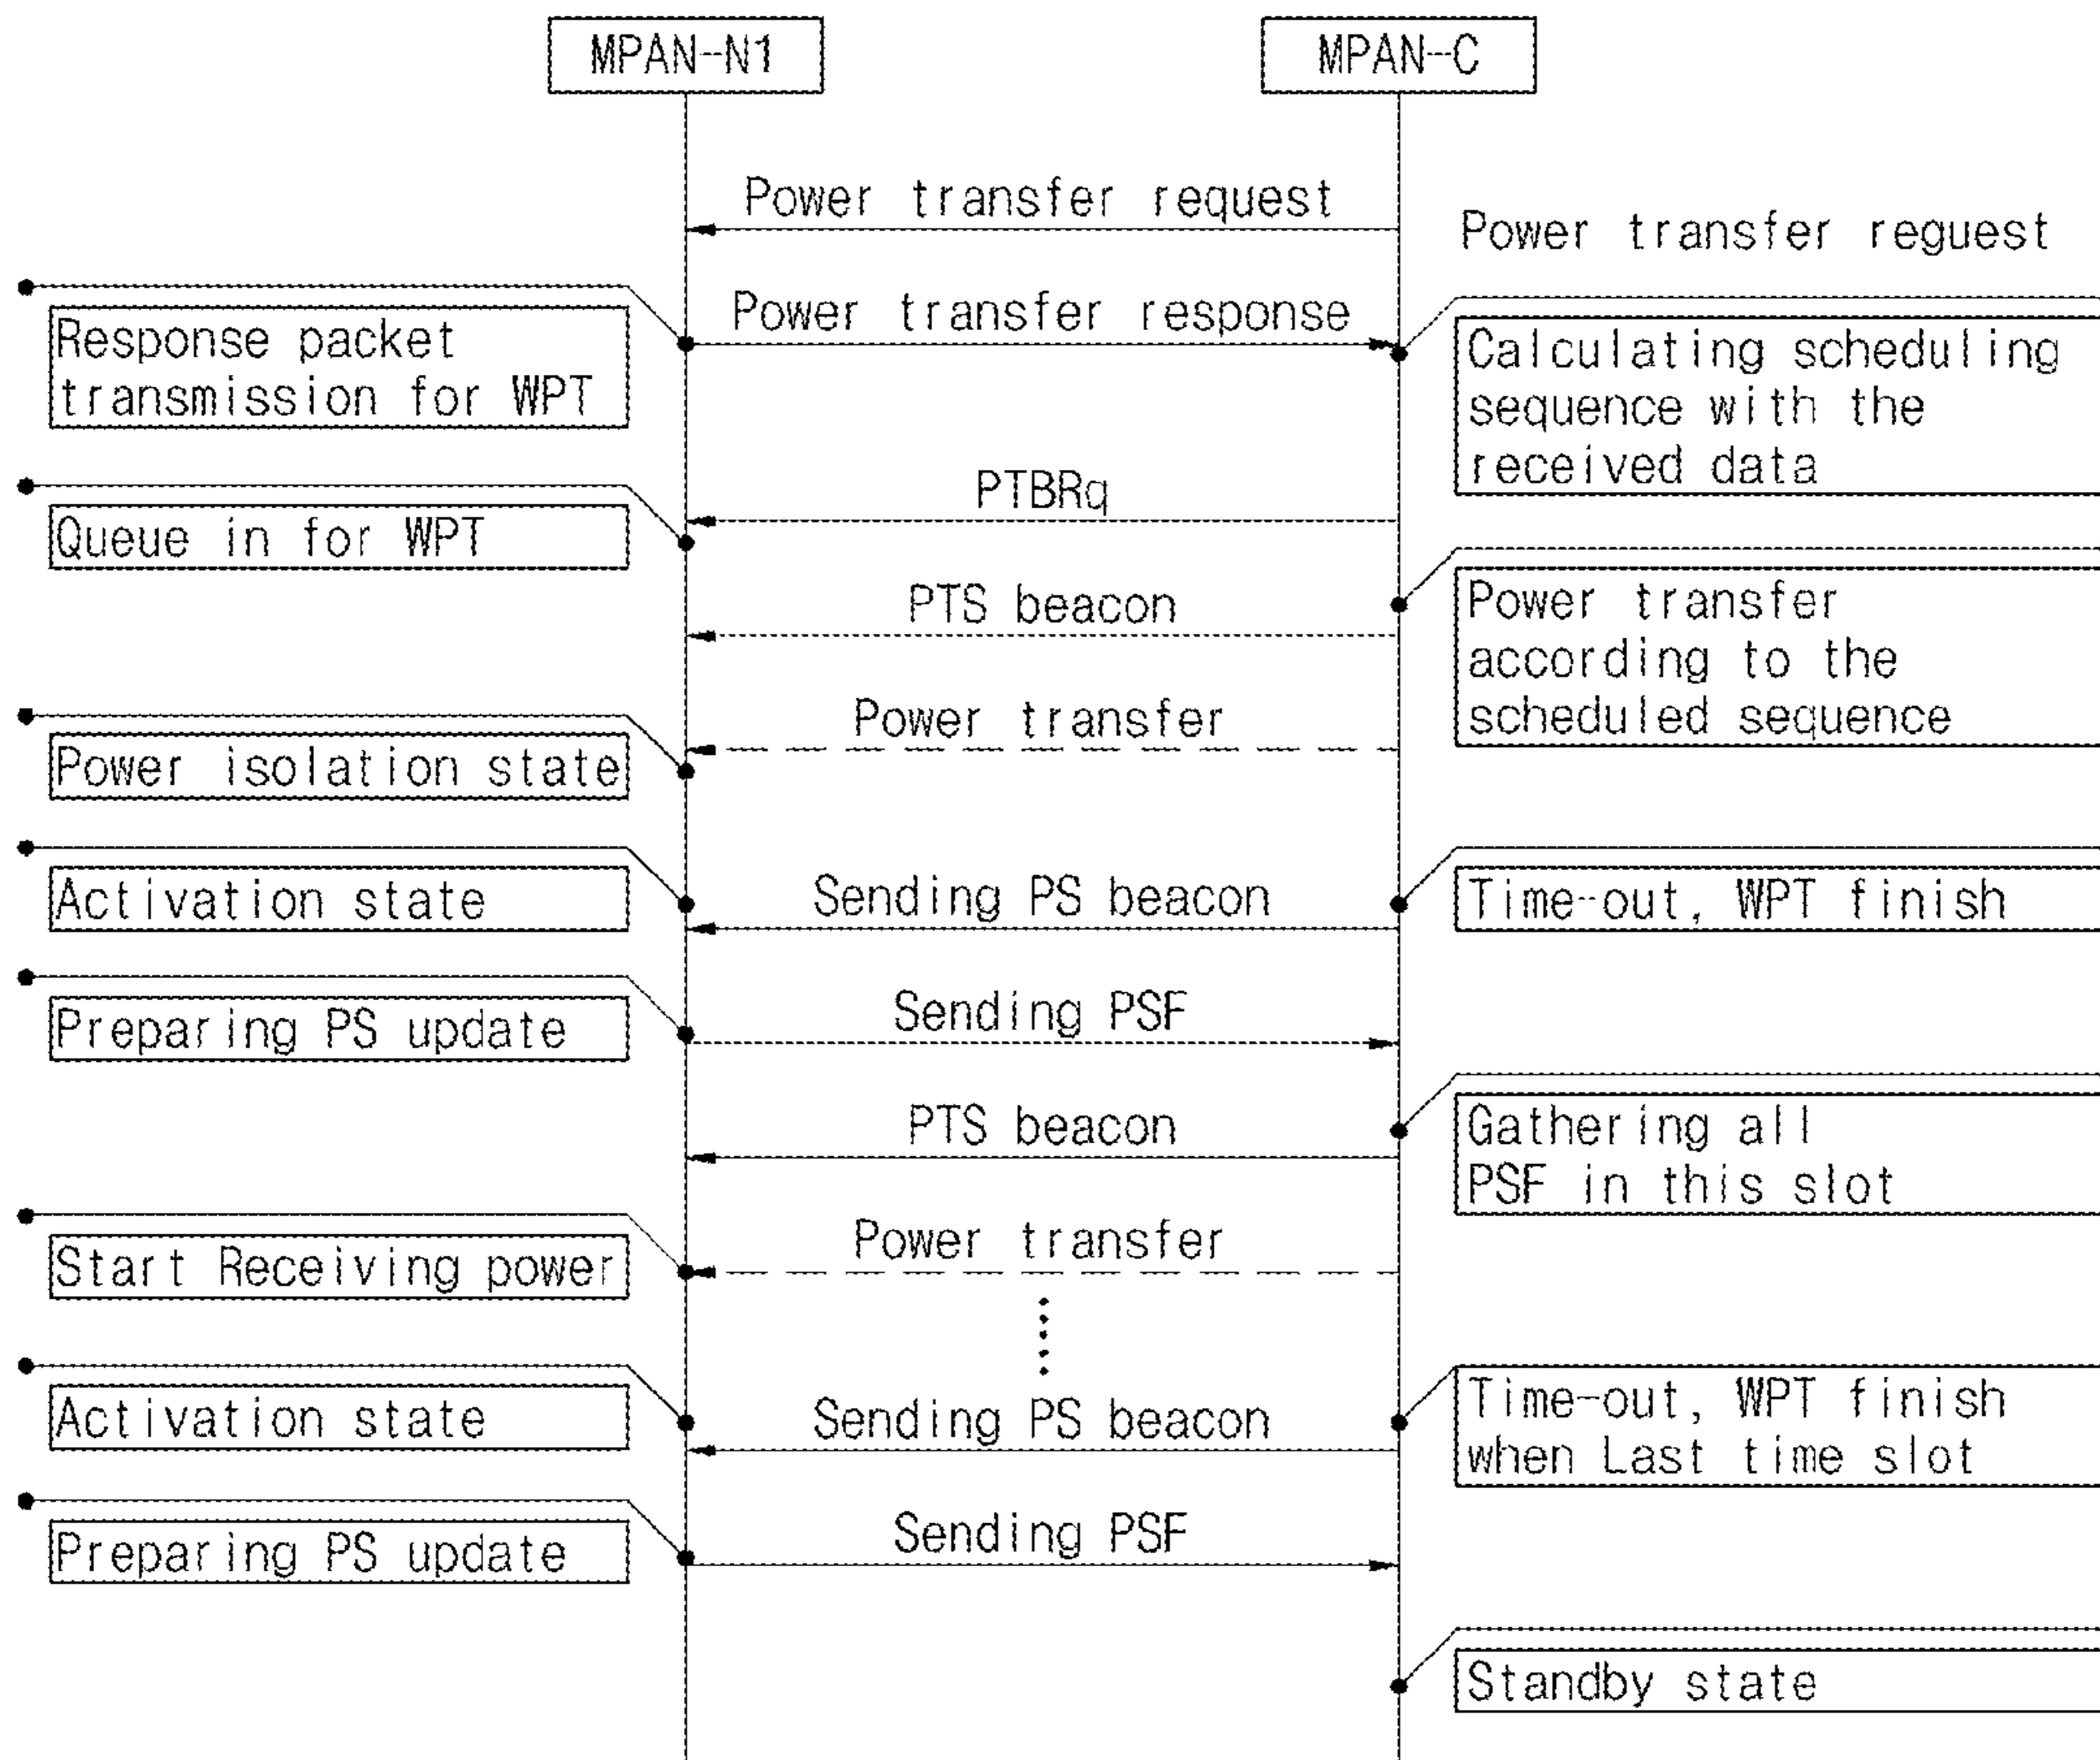 MPAN-N1
MPAN-C
Power transfer request
Power transfer reguest
Power transfer response
Response packet
transmission for WPT
Calculating scheduling
sequence with the
received data
PTBRq
Queue in for WPT
PTS beacon
Power transfer
according to the
scheduled sequence
Power transfer
Power isolation state
Activation state
Sending PS beacon
Time-out, WPT finish
Preparing PS update
Sending PSF
PTS beacon
Gathering all
PSF in this slot
Start Receiving power
Power transfer
Activation state
Sending PS beacon
Time-out, WPT finish
when Last time slot
Preparing PS update
Sending PSF
Standby state